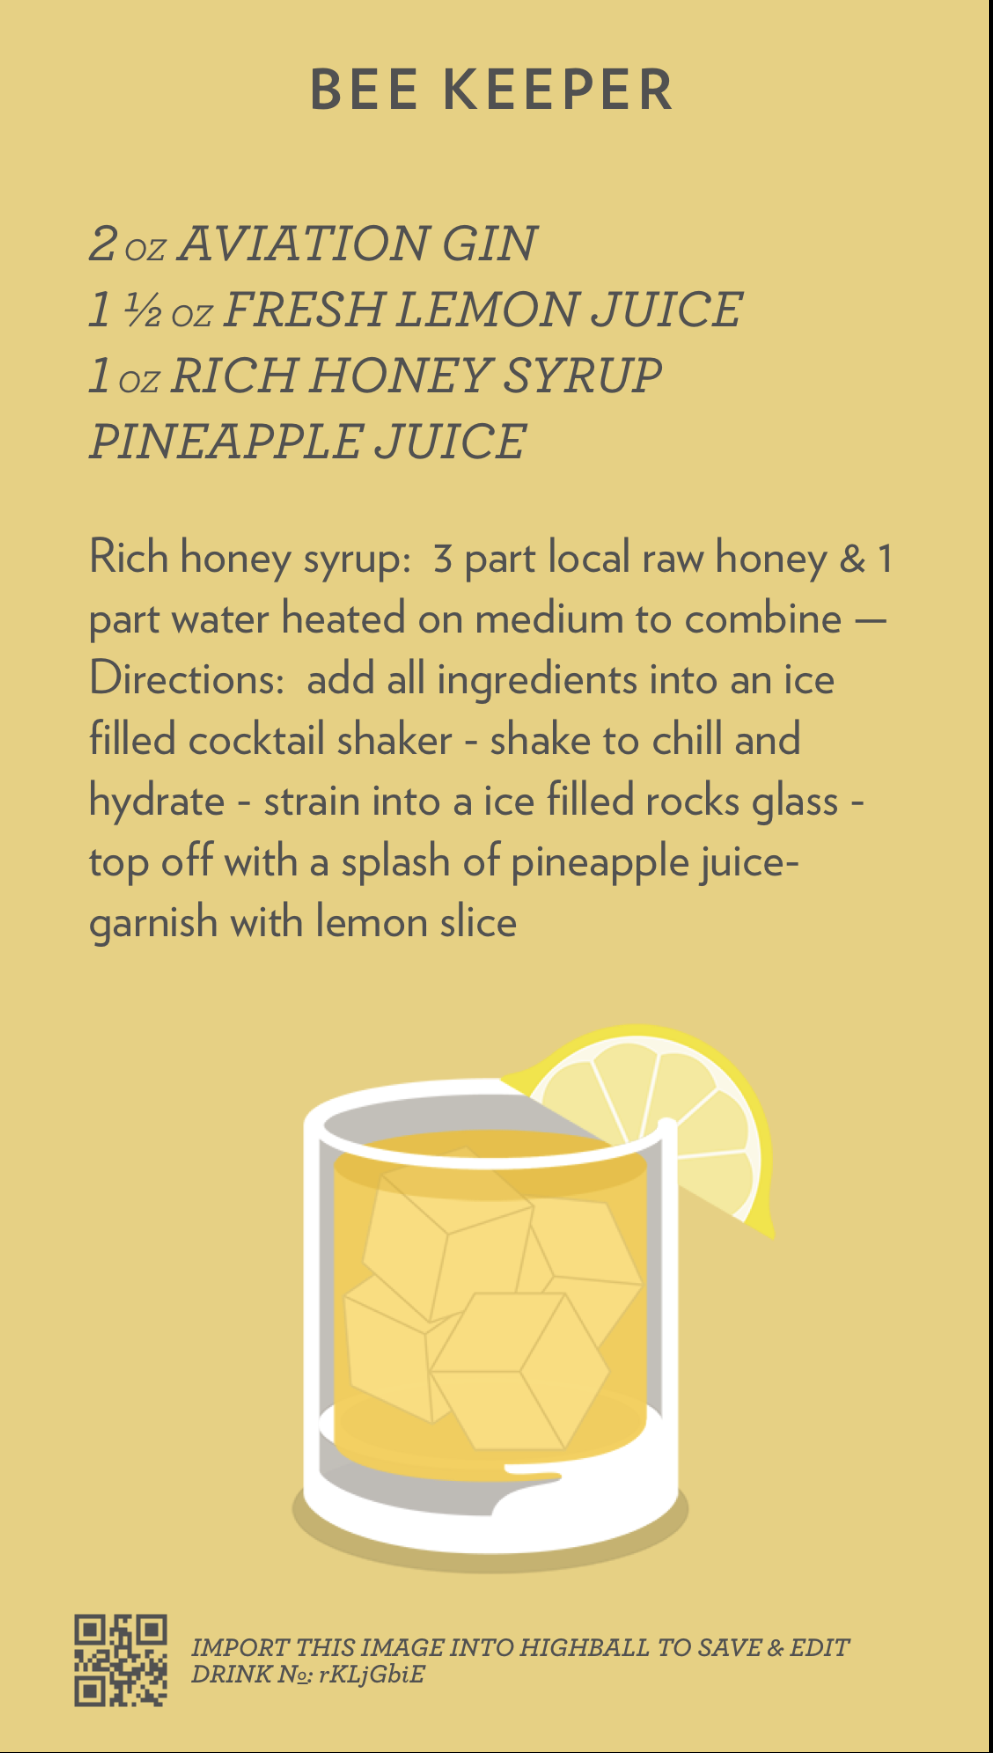 BEE KEEPER
2 OZ AVIATION GIN
1 ½ OZ FRESH LEMON JUICE
1 OZ RICH HONEY SYRUP
PINEAPPLE JUICE
Rich honey syrup:  3 part local raw honey & 1
part water heated on medium to combine —
Directions:  add all ingredients into an ice
filled cocktail shaker - shake to chill and
hydrate - strain into a ice filled rocks glass -
top off with a splash of pineapple juice-
garnish with lemon slice
IMPORT THIS IMAGE INTO HIGHBALL TO SAVE & EDIT
DRINK №: rKLjGbiE